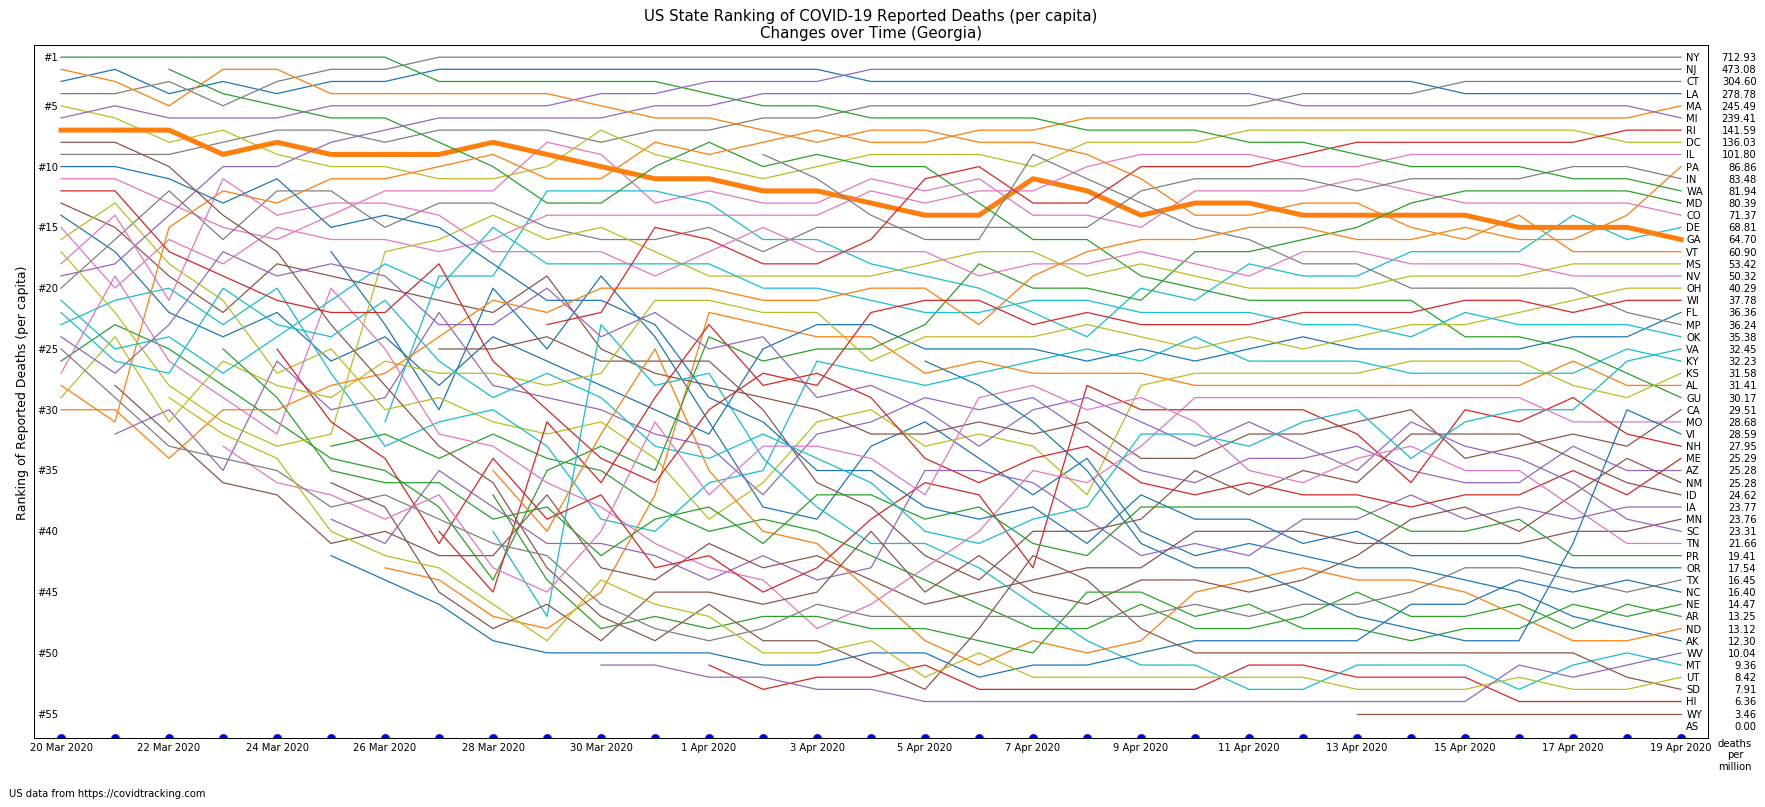 US State Ranking of COVID-19 Reported Deaths (per capita)
Changes over Time (Georgia)
Ranking of Reported Deaths (per capita)
#1
#5
#10
#15
#20
#25
#30
#35
#40
#45
#50
#55
NY 712.93
NJ 473.08
CT 304.60
LA 278.78
MA 245.49
MI 239.41
RI 141.59
DC 136.03
IL 101.80
PA 86.86
IN 83.48
WA 81.94
MD 80.39
CO 71.37
DE 68.81
GA 64.70
VT 60.90
MS 53.42
NV 50.32
OH 40.29
WI 37.78
FL 36.36
MP 36.24
OK 35.38
VA 32.45
KY 32.23
KS 31.58
AL 31.41
GU 30.17
CA 29.51
MO 28.68
VI 28.59
NH 27.95
ME 25.29
AZ 25.28
NM 25.28
ID 24.62
IA 23.77
MN 23.76
SC 23.31
TN 21.66
PR 19.41
OR 17.54
TX 16.45
NC 16.40
NE 14.47
AR 13.25
ND 13.12
AK 12.30
WV 10.04
MT 9.36
UT 8.42
SD 7.91
HI 6.36
WY 3.46
AS 0.00
20 Mar 2020 22 Mar 2020 24 Mar 2020 26 Mar 2020 28 Mar 2020 30 Mar 2020 1 Apr 2020 3 Apr 2020 5 Apr 2020 7 Apr 2020 9 Apr 2020 11 Apr 2020 13 Apr 2020 15 Apr 2020 17 Apr 2020 19 Apr 2020
deaths
per
million
US data from https://covidtracking.com